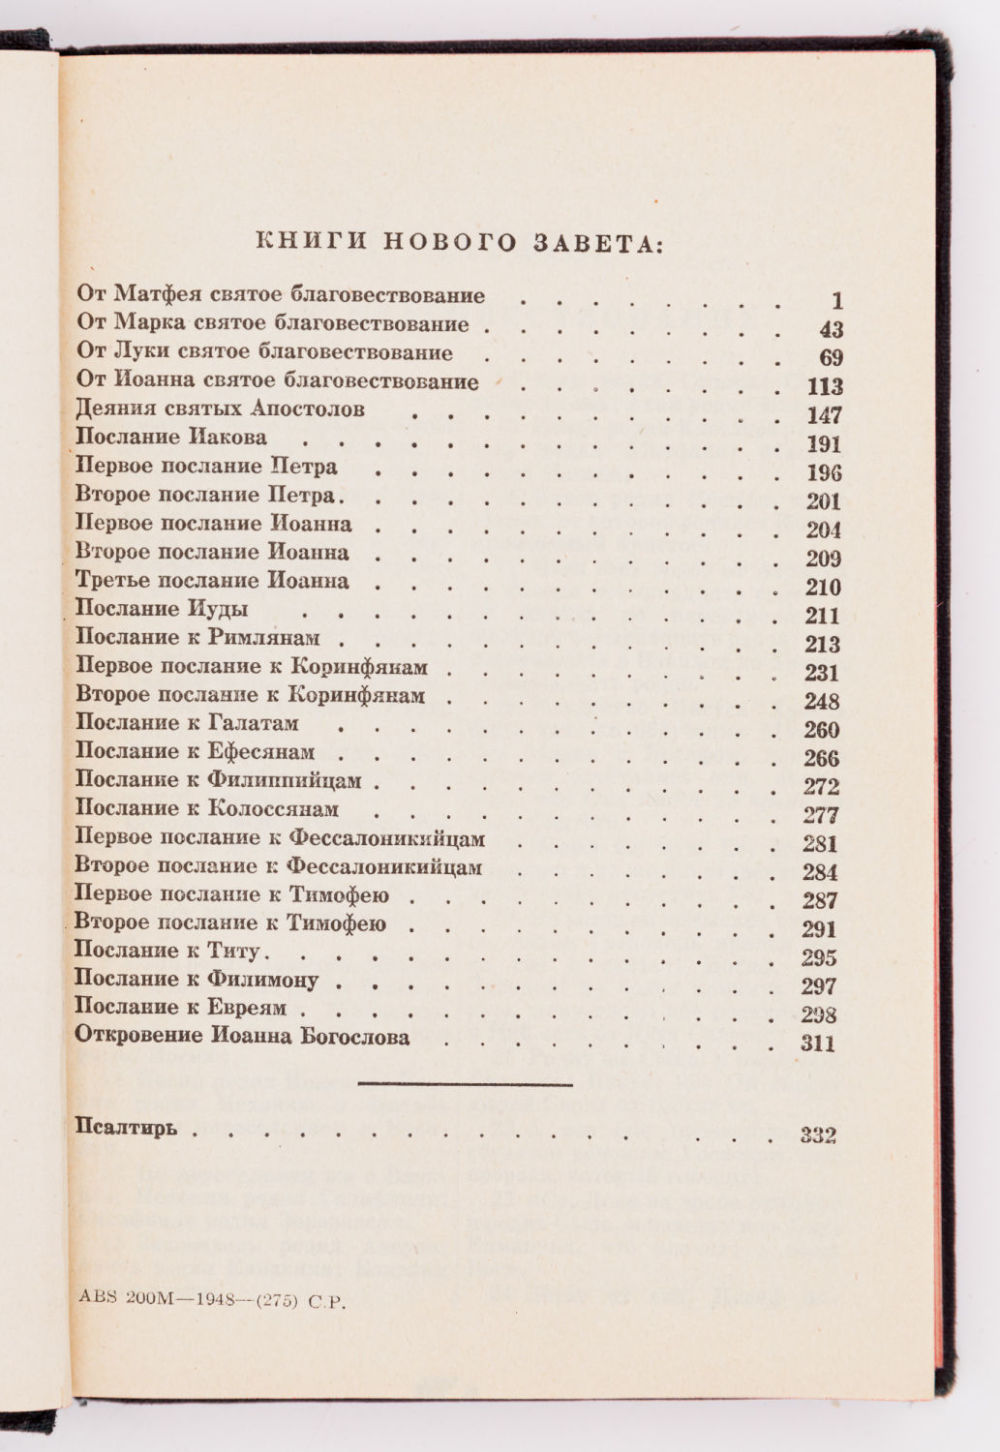 КНИГИ НОВОГО ЗАВЕТА:
От Матфея святое благовествование . . . . . . . . 1
От Марка святое благовествование . . . . . . . . . 43
От Луки святое благовествование . . . . . . . . . 69
От Иоанна святое благовествование . . . . . . . . 113
Деяния святых Апостолов . . . . . . . . . . . 147
Послание Иакова . . . . . . . . . . . . . . 191
Первое послание Петра . . . . . . . . . . . . 196
Второе послание Петра . . . . . . . . . . . . . 201
Первое послание Иоанна . . . . . . . . . . . . 204
Второе послание Иоанна . . . . . . . . . . . . 209
Третье послание Иоанна . . . . . . . . . . . . 210
Послание Иуды . . . . . . . . . . . . . . 211
Послание к Римлянам . . . . . . . . . . . . . 213
Первое послание к Коринфянам . . . . . . . . . . 231
Второе послание к Коринфянам . . . . . . . . . . 248
Послание к Галатам . . . . . . . . . . . . . 260
Послание к Ефесянам . . . . . . . . . . . . . 266
Послание к Филиппийцам . . . . . . . . . . . . 272
Послание к Колоссянам . . . . . . . . . . . . 277
Первое послание к Фессалоникийцам . . . . . . . . 281
Второе послание к Фессалоникийцам . . . . . . . . 284
Первое послание к Тимофею . . . . . . . . . . . 287
Второе послание к Тимофею . . . . . . . . . . . 291
Послание к Титу . . . . . . . . . . . . . . . 295
Послание к Филимону . . . . . . . . . . . . . 297
Послание к Евреям . . . . . . . . . . . . . . 298
Откровение Иоанна Богослова . . . . . . . . . . 311
Псалтирь . . . . . . . . . . . . . . . . 332
ABS 200M—1948—(275) C.P.